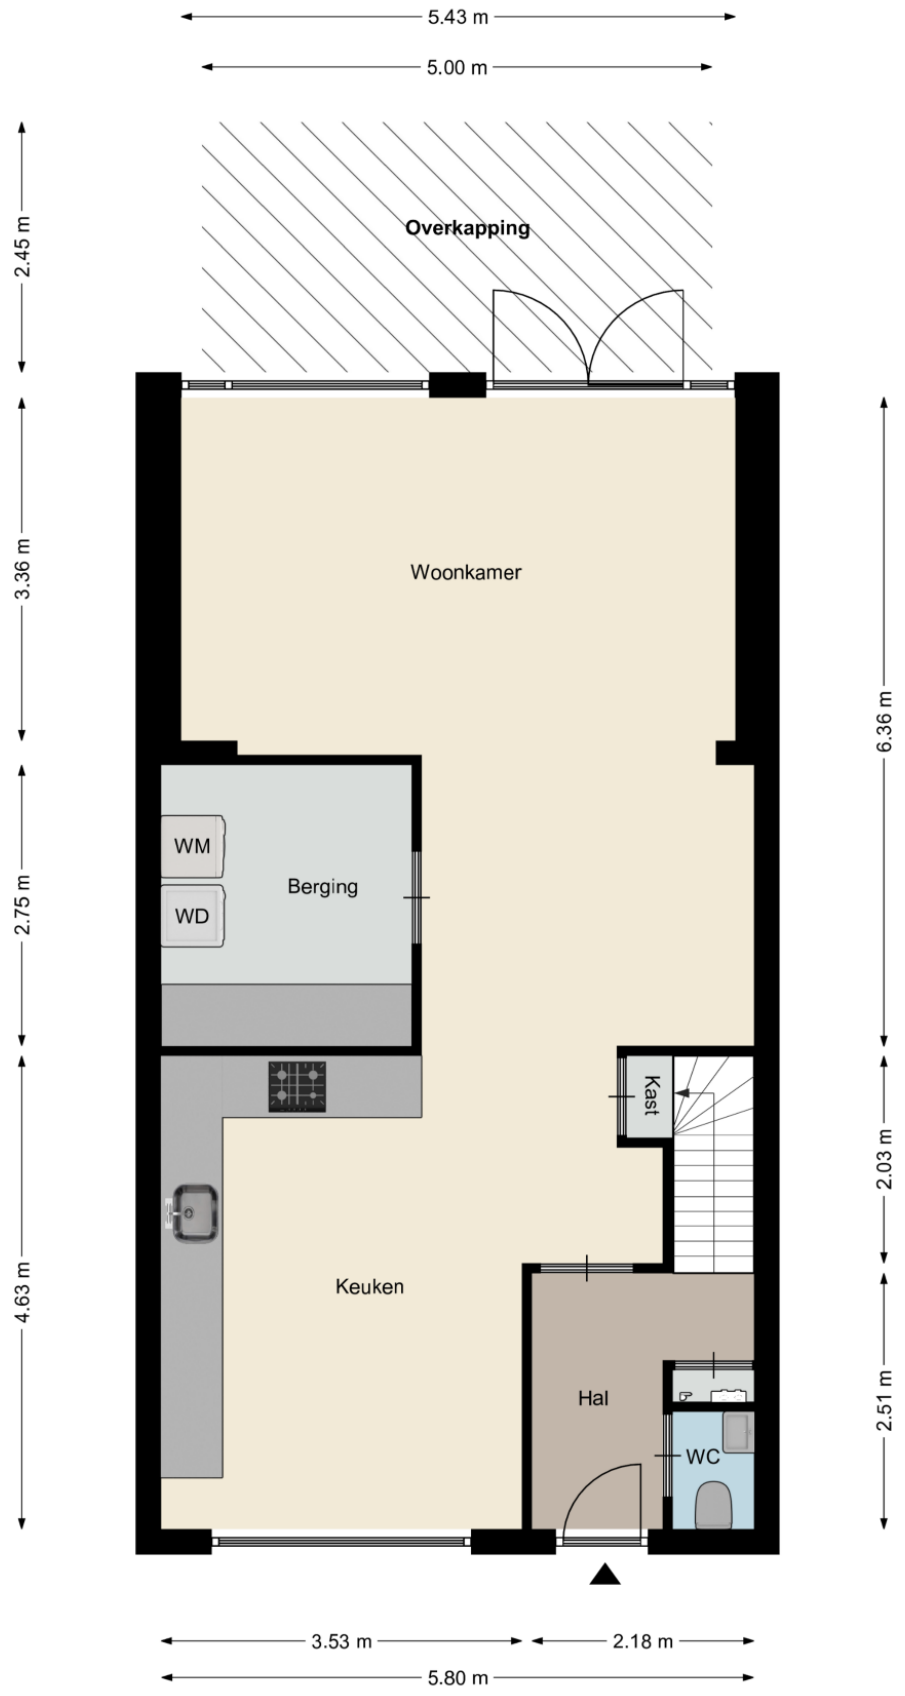 5.43 m
5.00 m
2.45 m
Overkapping
3.36 m
Woonkamer
6.36 m
2.75 m
WM
Berging
WD
Kast
2.03 m
4.63 m
Keuken
Hal
2.51 m
WC
3.53 m
2.18 m
5.80 m